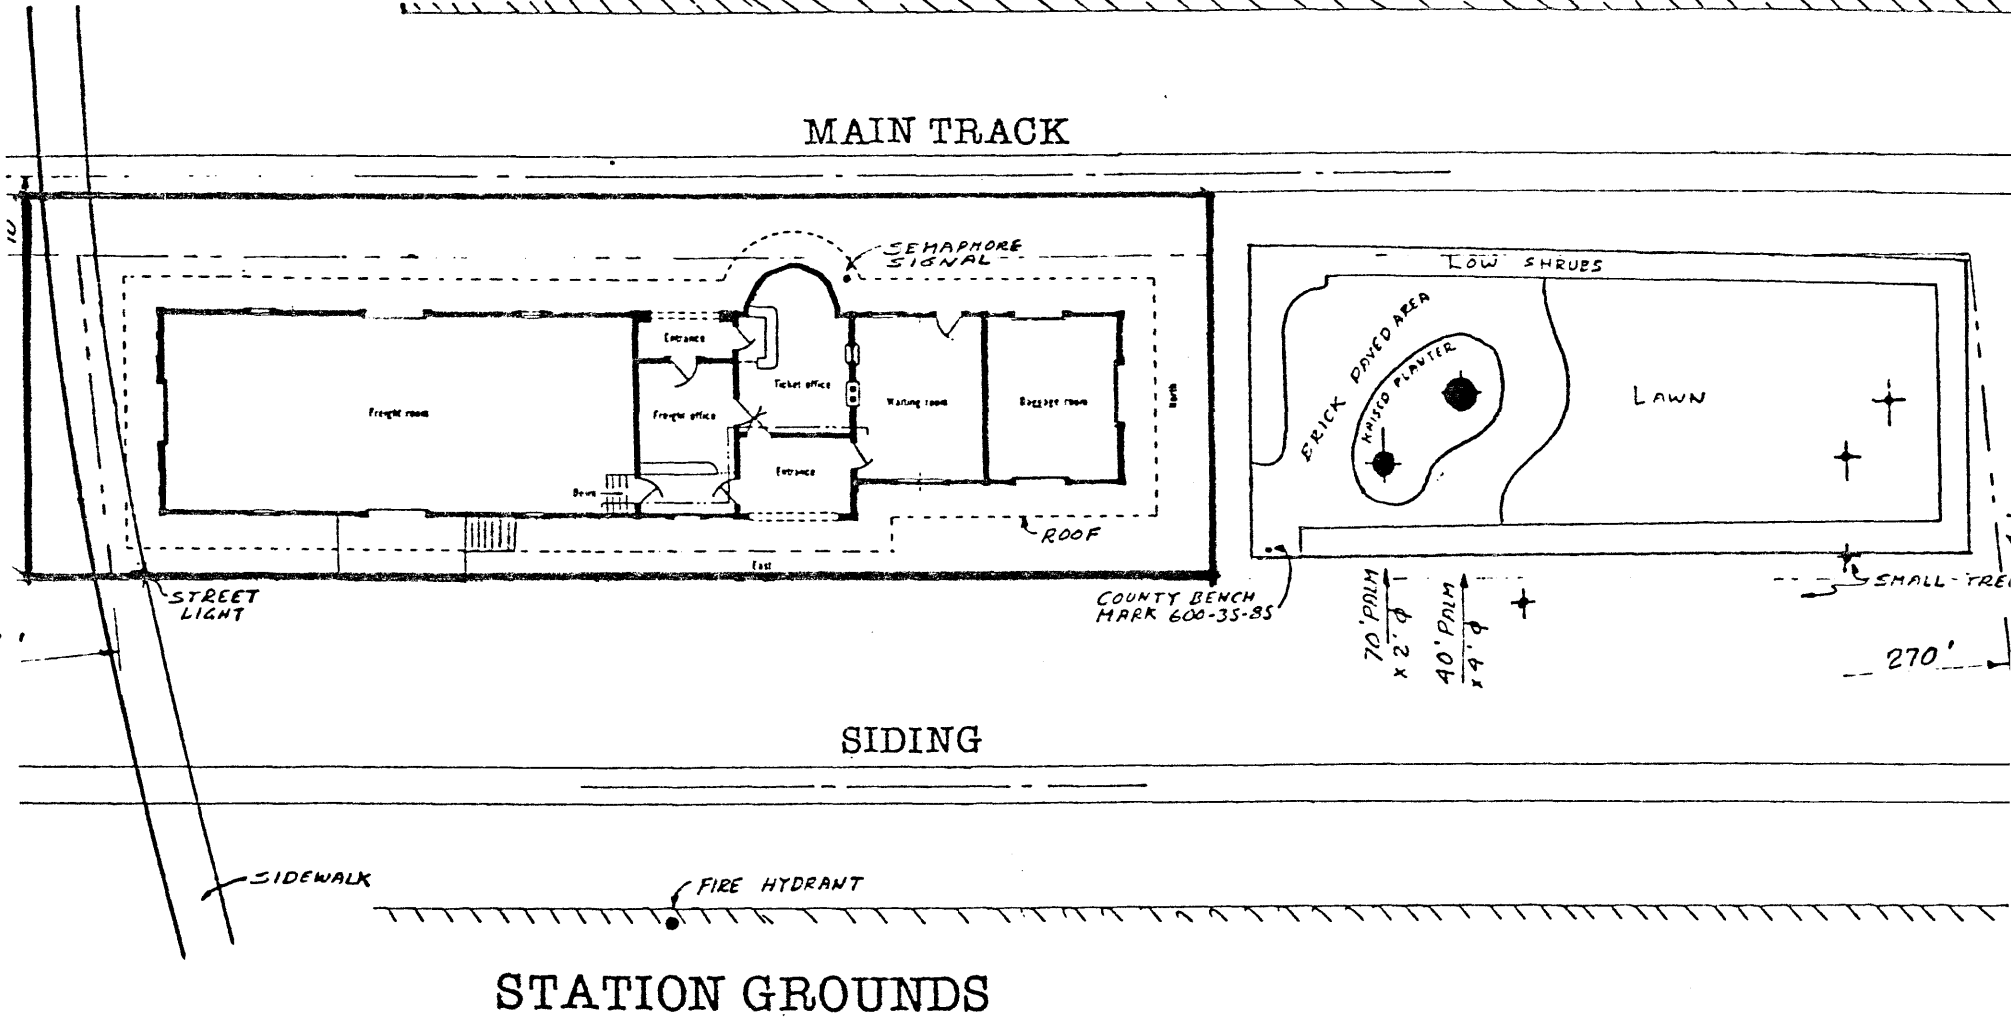 MAIN TRACK
10'
SEMAPHORE
SIGNAL
LOW SHRUBS
Entrance
BRICK PAVED AREA
RAISED PLANTER
Ticket office
Freight room
Freight office
Waiting room
Baggage room
North
LAWN
Entrance
Down
ROOF
East
STREET
LIGHT
COUNTY BENCH
MARK 600-35-85
70' PALM
x 2' φ
40' PALM
x 4' φ
SMALL TREE
270'
SIDING
SIDEWALK
FIRE HYDRANT
STATION GROUNDS